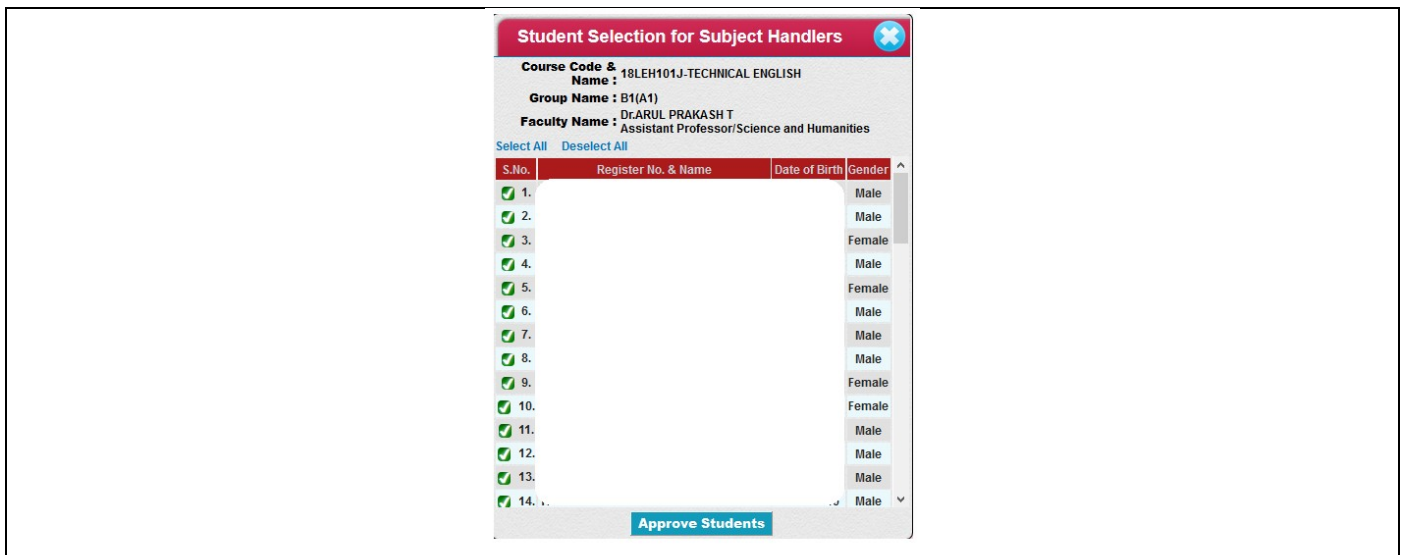 Student Selection for Subject Handlers
Course Code & Name : 18LEH101J-TECHNICAL ENGLISH
Group Name : B1(A1)
Faculty Name : Dr.ARUL PRAKASH T
Assistant Professor/Science and Humanities
Select All Deselect All
S.No. Register No. & Name Date of Birth Gender
1. Male
2. Male
3. Female
4. Male
5. Female
6. Male
7. Male
8. Male
9. Female
10. Female
11. Male
12. Male
13. Male
14. Male
Approve Students